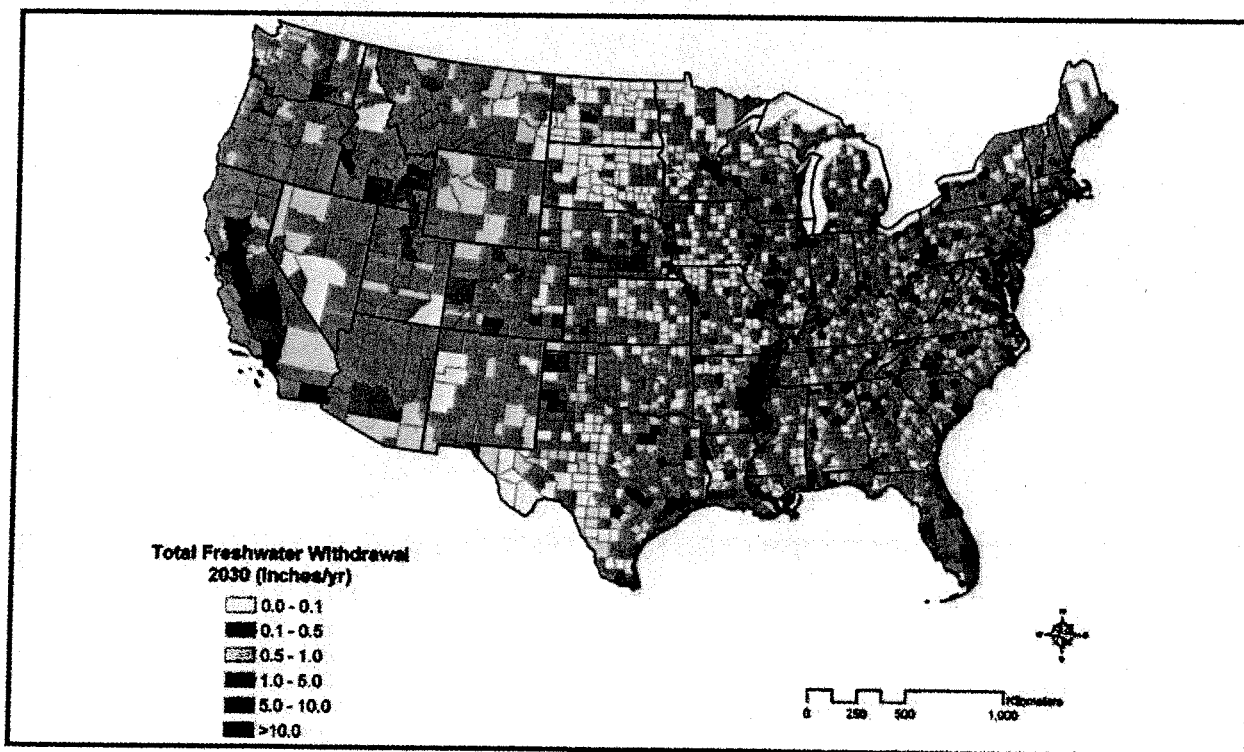 Total Freshwater Withdrawal
2030 (inches/yr)
0.0 - 0.1
0.1 - 0.5
0.5 - 1.0
1.0 - 5.0
5.0 - 10.0
>10.0
N
W
E
S
Kilometers
0 250 500 1,000